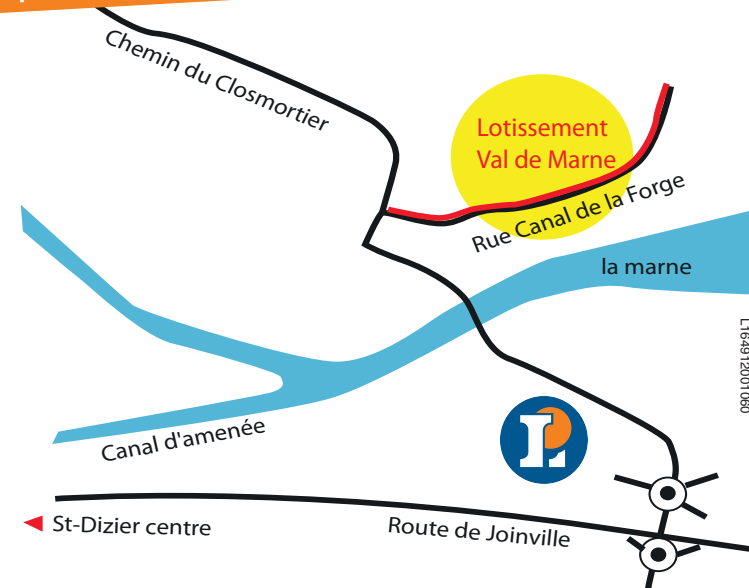 Chemin du Closmortier
Lotissement
Val de Marne
Rue Canal de la Forge
la marne
L164912001060
L
Canal d'amenée
St-Dizier centre
Route de Joinville